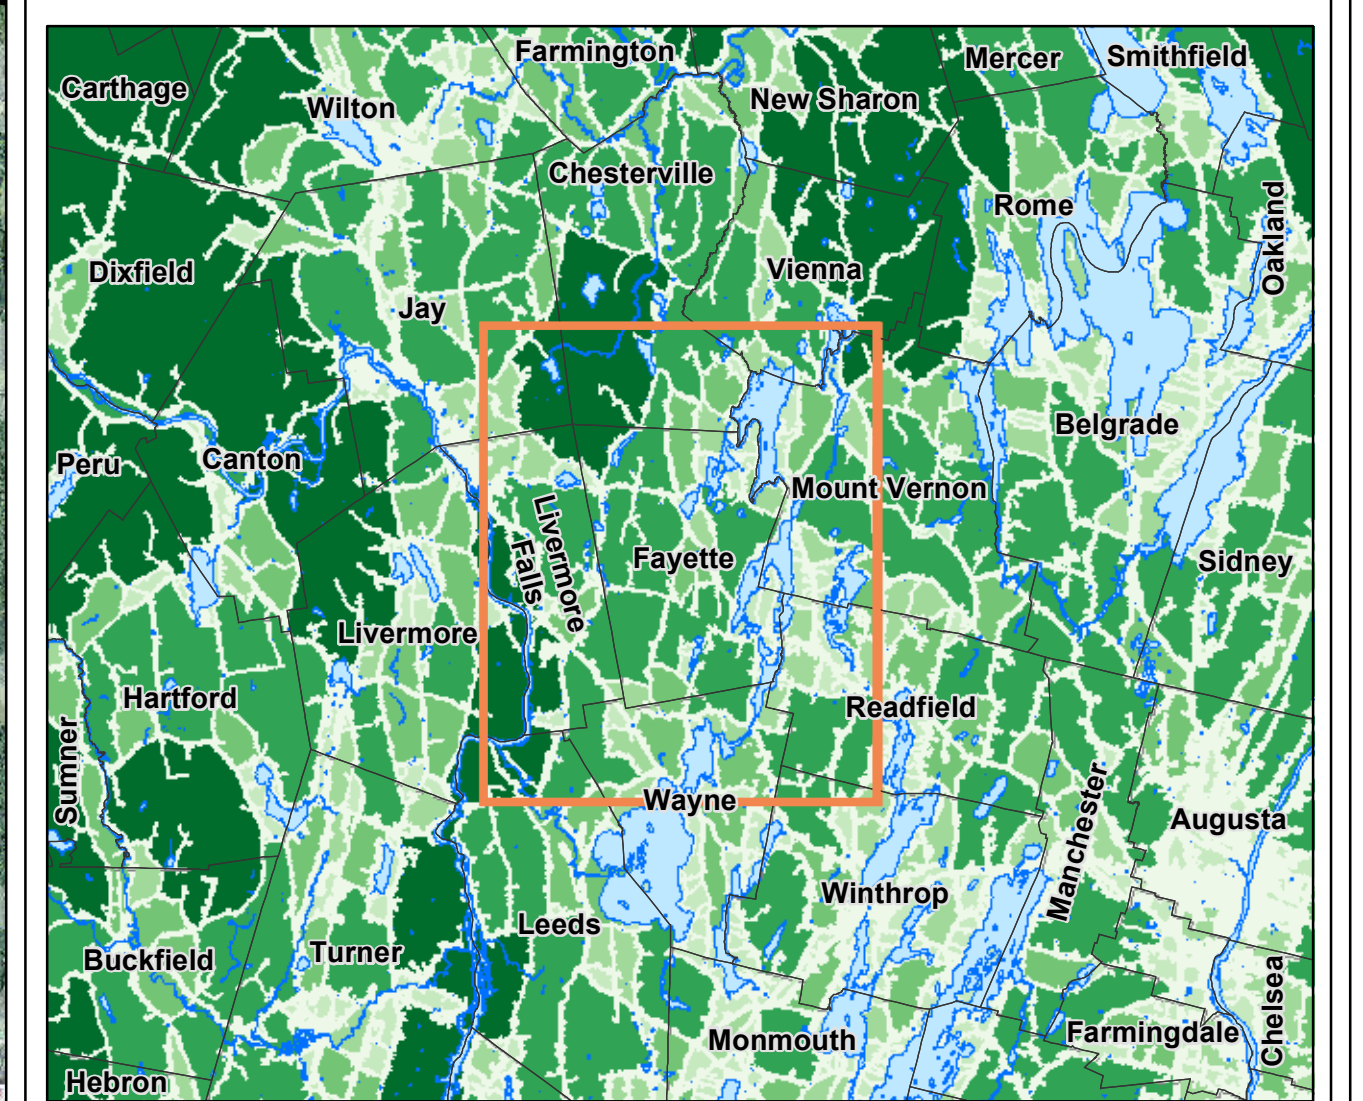 Farmington
Mercer
Smithfield
Carthage
Wilton
New Sharon
Chesterville
Rome
Oakland
Dixfield
Vienna
Jay
Belgrade
Peru
Canton
Mount Vernon
Livermore
Falls
Fayette
Sidney
Livermore
Hartford
Readfield
Sumner
Wayne
Manchester
Augusta
Winthrop
Leeds
Turner
Buckfield
Chelsea
Monmouth
Farmingdale
Hebron